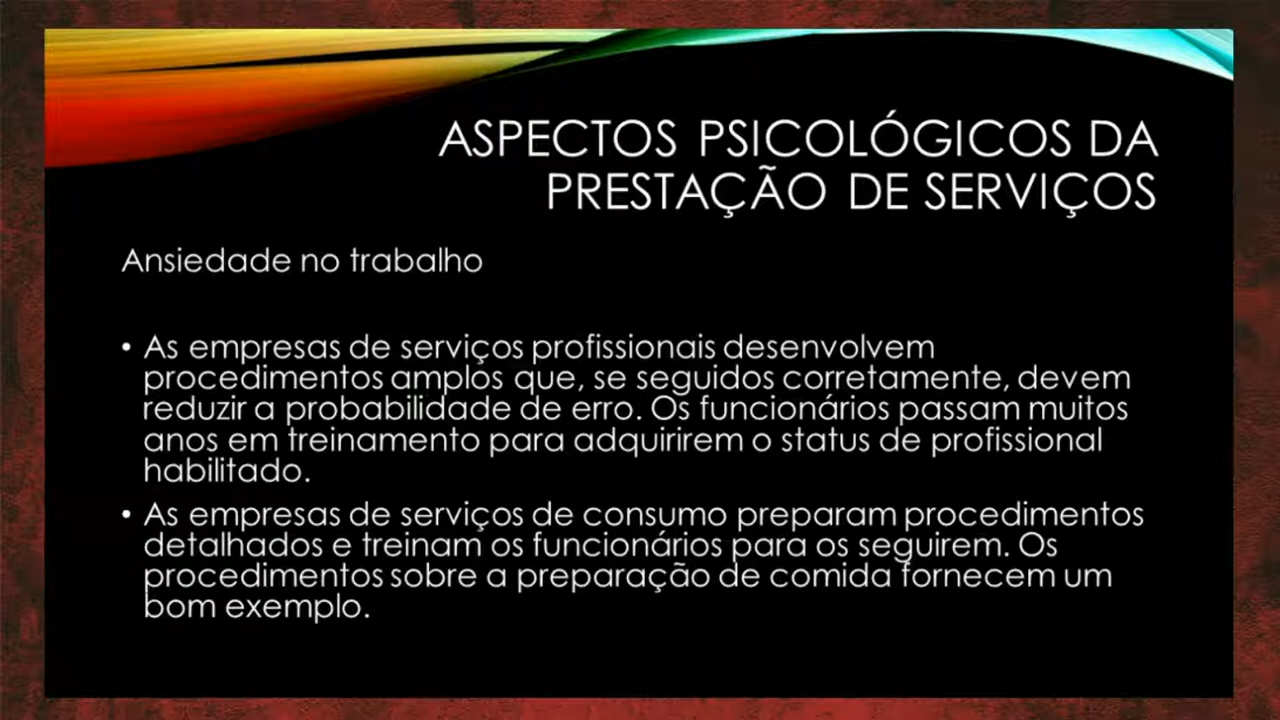 ASPECTOS PSICOLÓGICOS DA
PRESTAÇÃO DE SERVIÇOS
Ansiedade no trabalho
• As empresas de serviços profissionais desenvolvem
procedimentos amplos que, se seguidos corretamente, devem
reduzir a probabilidade de erro. Os funcionários passam muitos
anos em treinamento para adquirirem o status de profissional
habilitado.
• As empresas de serviços de consumo preparam procedimentos
detalhados e treinam os funcionários para os seguirem. Os
procedimentos sobre a preparação de comida fornecem um
bom exemplo.